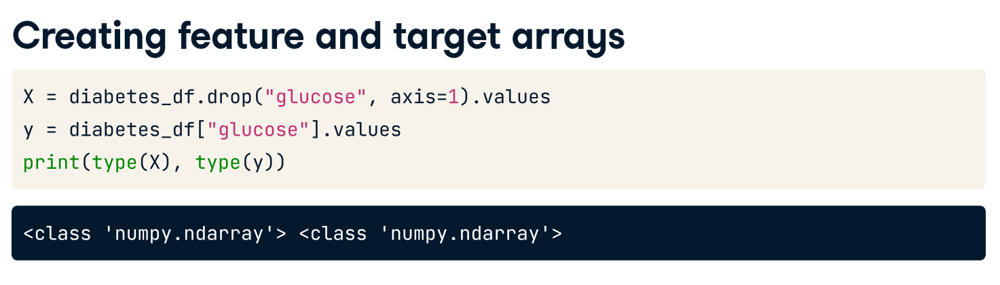 Creating feature and target arrays
X = diabetes_df.drop("glucose", axis=1).values
y = diabetes_df["glucose"].values
print(type(X), type(y))
<class 'numpy.ndarray'> <class 'numpy.ndarray'>